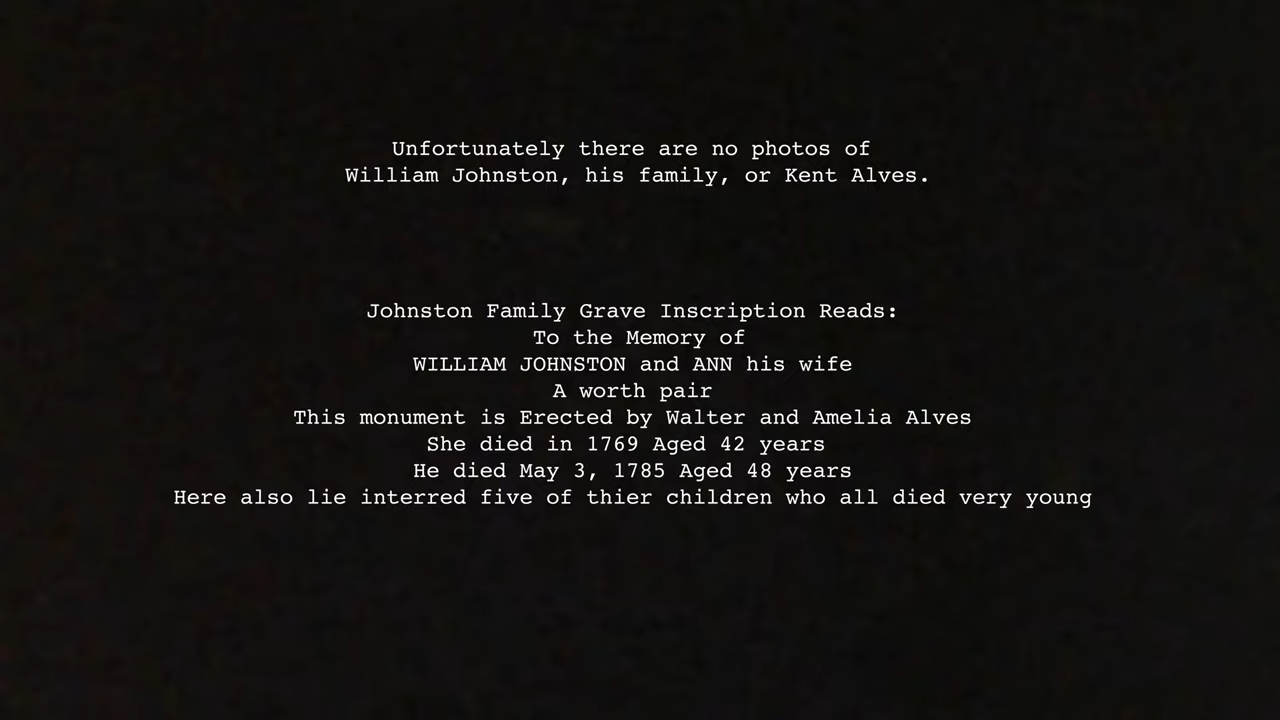 Unfortunately there are no photos of
William Johnston, his family, or Kent Alves.
Johnston Family Grave Inscription Reads:
To the Memory of
WILLIAM JOHNSTON and ANN his wife
A worth pair
This monument is Erected by Walter and Amelia Alves
She died in 1769 Aged 42 years
He died May 3, 1785 Aged 48 years
Here also lie interred five of thier children who all died very young